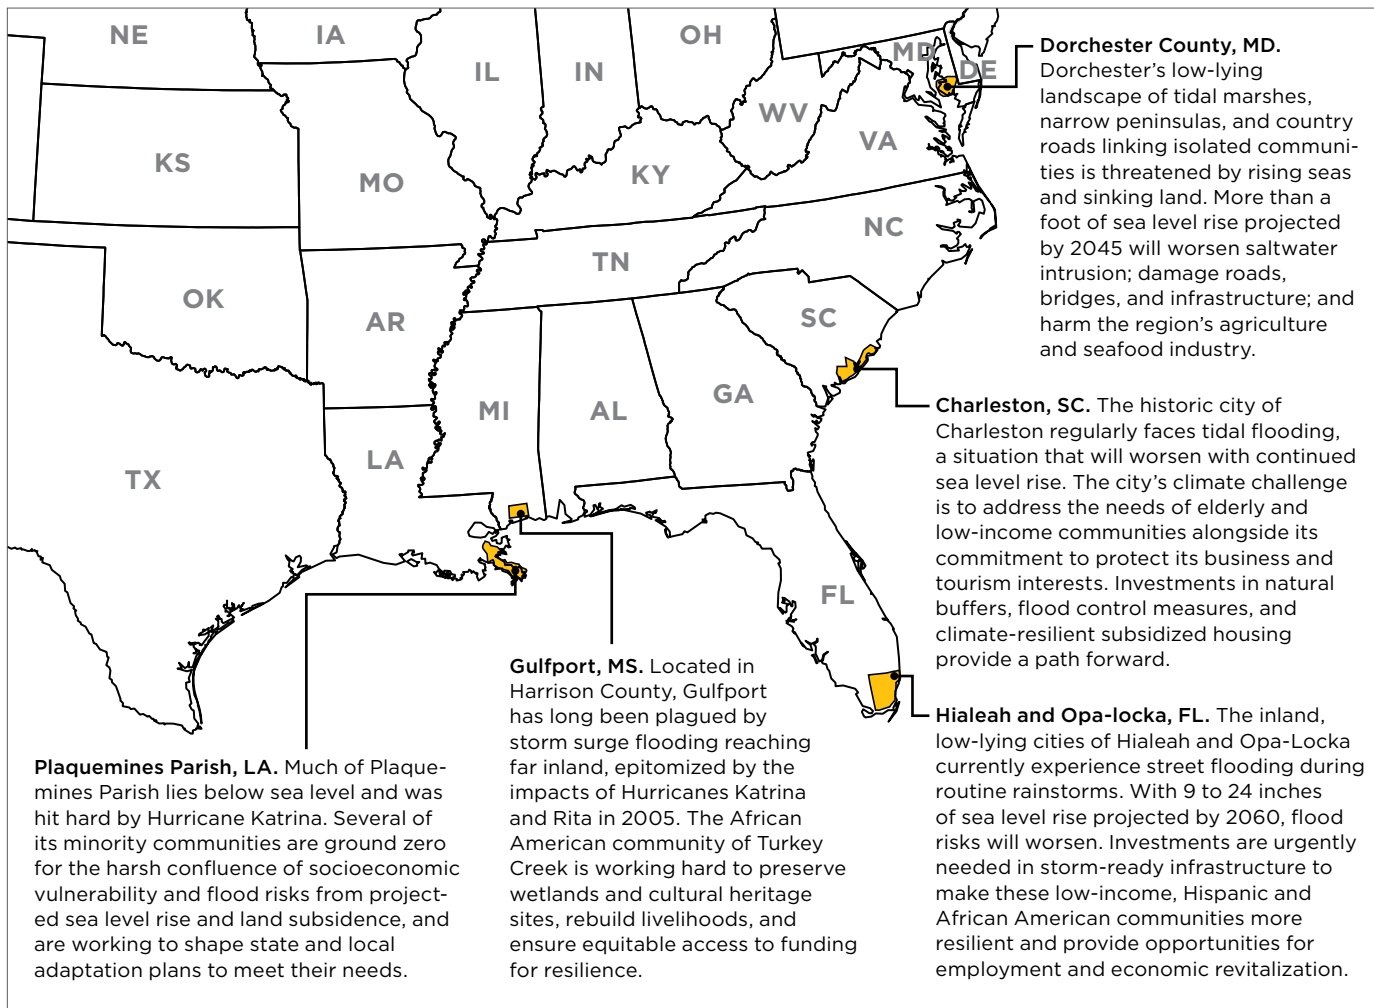 NE
IA
IL
IN
OH
MD
DE
WV
VA
KS
MO
KY
NC
TN
OK
AR
SC
MI
AL
GA
LA
TX
FL
Dorchester County, MD.
Dorchester’s low-lying
landscape of tidal marshes,
narrow peninsulas, and country
roads linking isolated communi-
ties is threatened by rising seas
and sinking land. More than a
foot of sea level rise projected
by 2045 will worsen saltwater
intrusion; damage roads,
bridges, and infrastructure; and
harm the region’s agriculture
and seafood industry.
Charleston, SC. The historic city of
Charleston regularly faces tidal flooding,
a situation that will worsen with continued
sea level rise. The city’s climate challenge
is to address the needs of elderly and
low-income communities alongside its
commitment to protect its business and
tourism interests. Investments in natural
buffers, flood control measures, and
climate-resilient subsidized housing
provide a path forward.
Hialeah and Opa-locka, FL. The inland,
low-lying cities of Hialeah and Opa-Locka
currently experience street flooding during
routine rainstorms. With 9 to 24 inches
of sea level rise projected by 2060, flood
risks will worsen. Investments are urgently
needed in storm-ready infrastructure to
make these low-income, Hispanic and
African American communities more
resilient and provide opportunities for
employment and economic revitalization.
Gulfport, MS. Located in
Harrison County, Gulfport
has long been plagued by
storm surge flooding reaching
far inland, epitomized by the
impacts of Hurricanes Katrina
and Rita in 2005. The African
American community of Turkey
Creek is working hard to preserve
wetlands and cultural heritage
sites, rebuild livelihoods, and
ensure equitable access to funding
for resilience.
Plaquemines Parish, LA. Much of Plaque-
mines Parish lies below sea level and was
hit hard by Hurricane Katrina. Several of
its minority communities are ground zero
for the harsh confluence of socioeconomic
vulnerability and flood risks from project-
ed sea level rise and land subsidence, and
are working to shape state and local
adaptation plans to meet their needs.